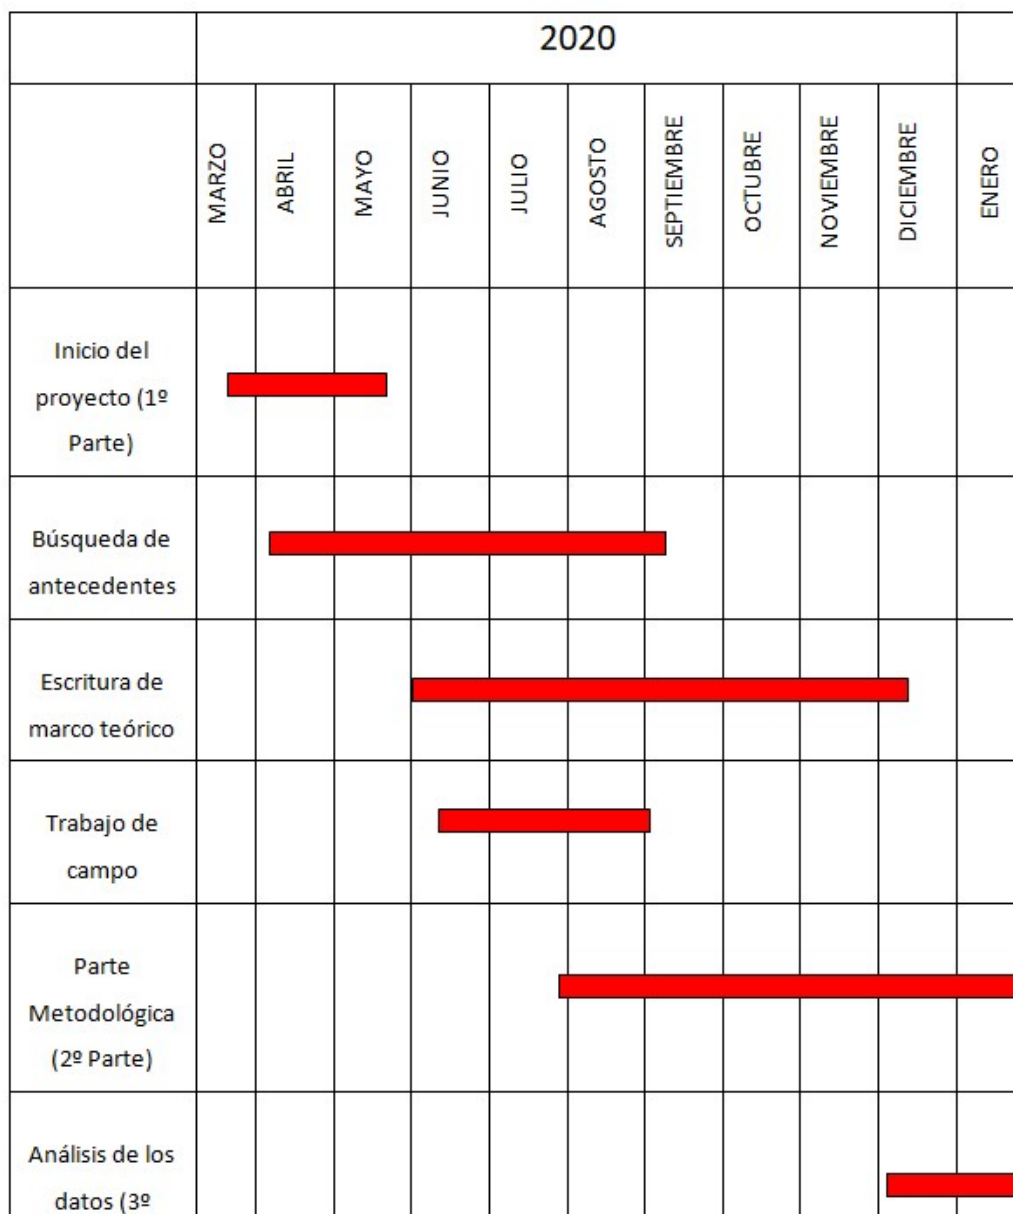 2020
MARZO
ABRIL
MAYO
JUNIO
JULIO
AGOSTO
SEPTIEMBRE
OCTUBRE
NOVIEMBRE
DICIEMBRE
ENERO
Inicio del
proyecto (1º
Parte)
Búsqueda de
antecedentes
Escritura de
marco teórico
Trabajo de
campo
Parte
Metodológica
(2º Parte)
Análisis de los
datos (3º